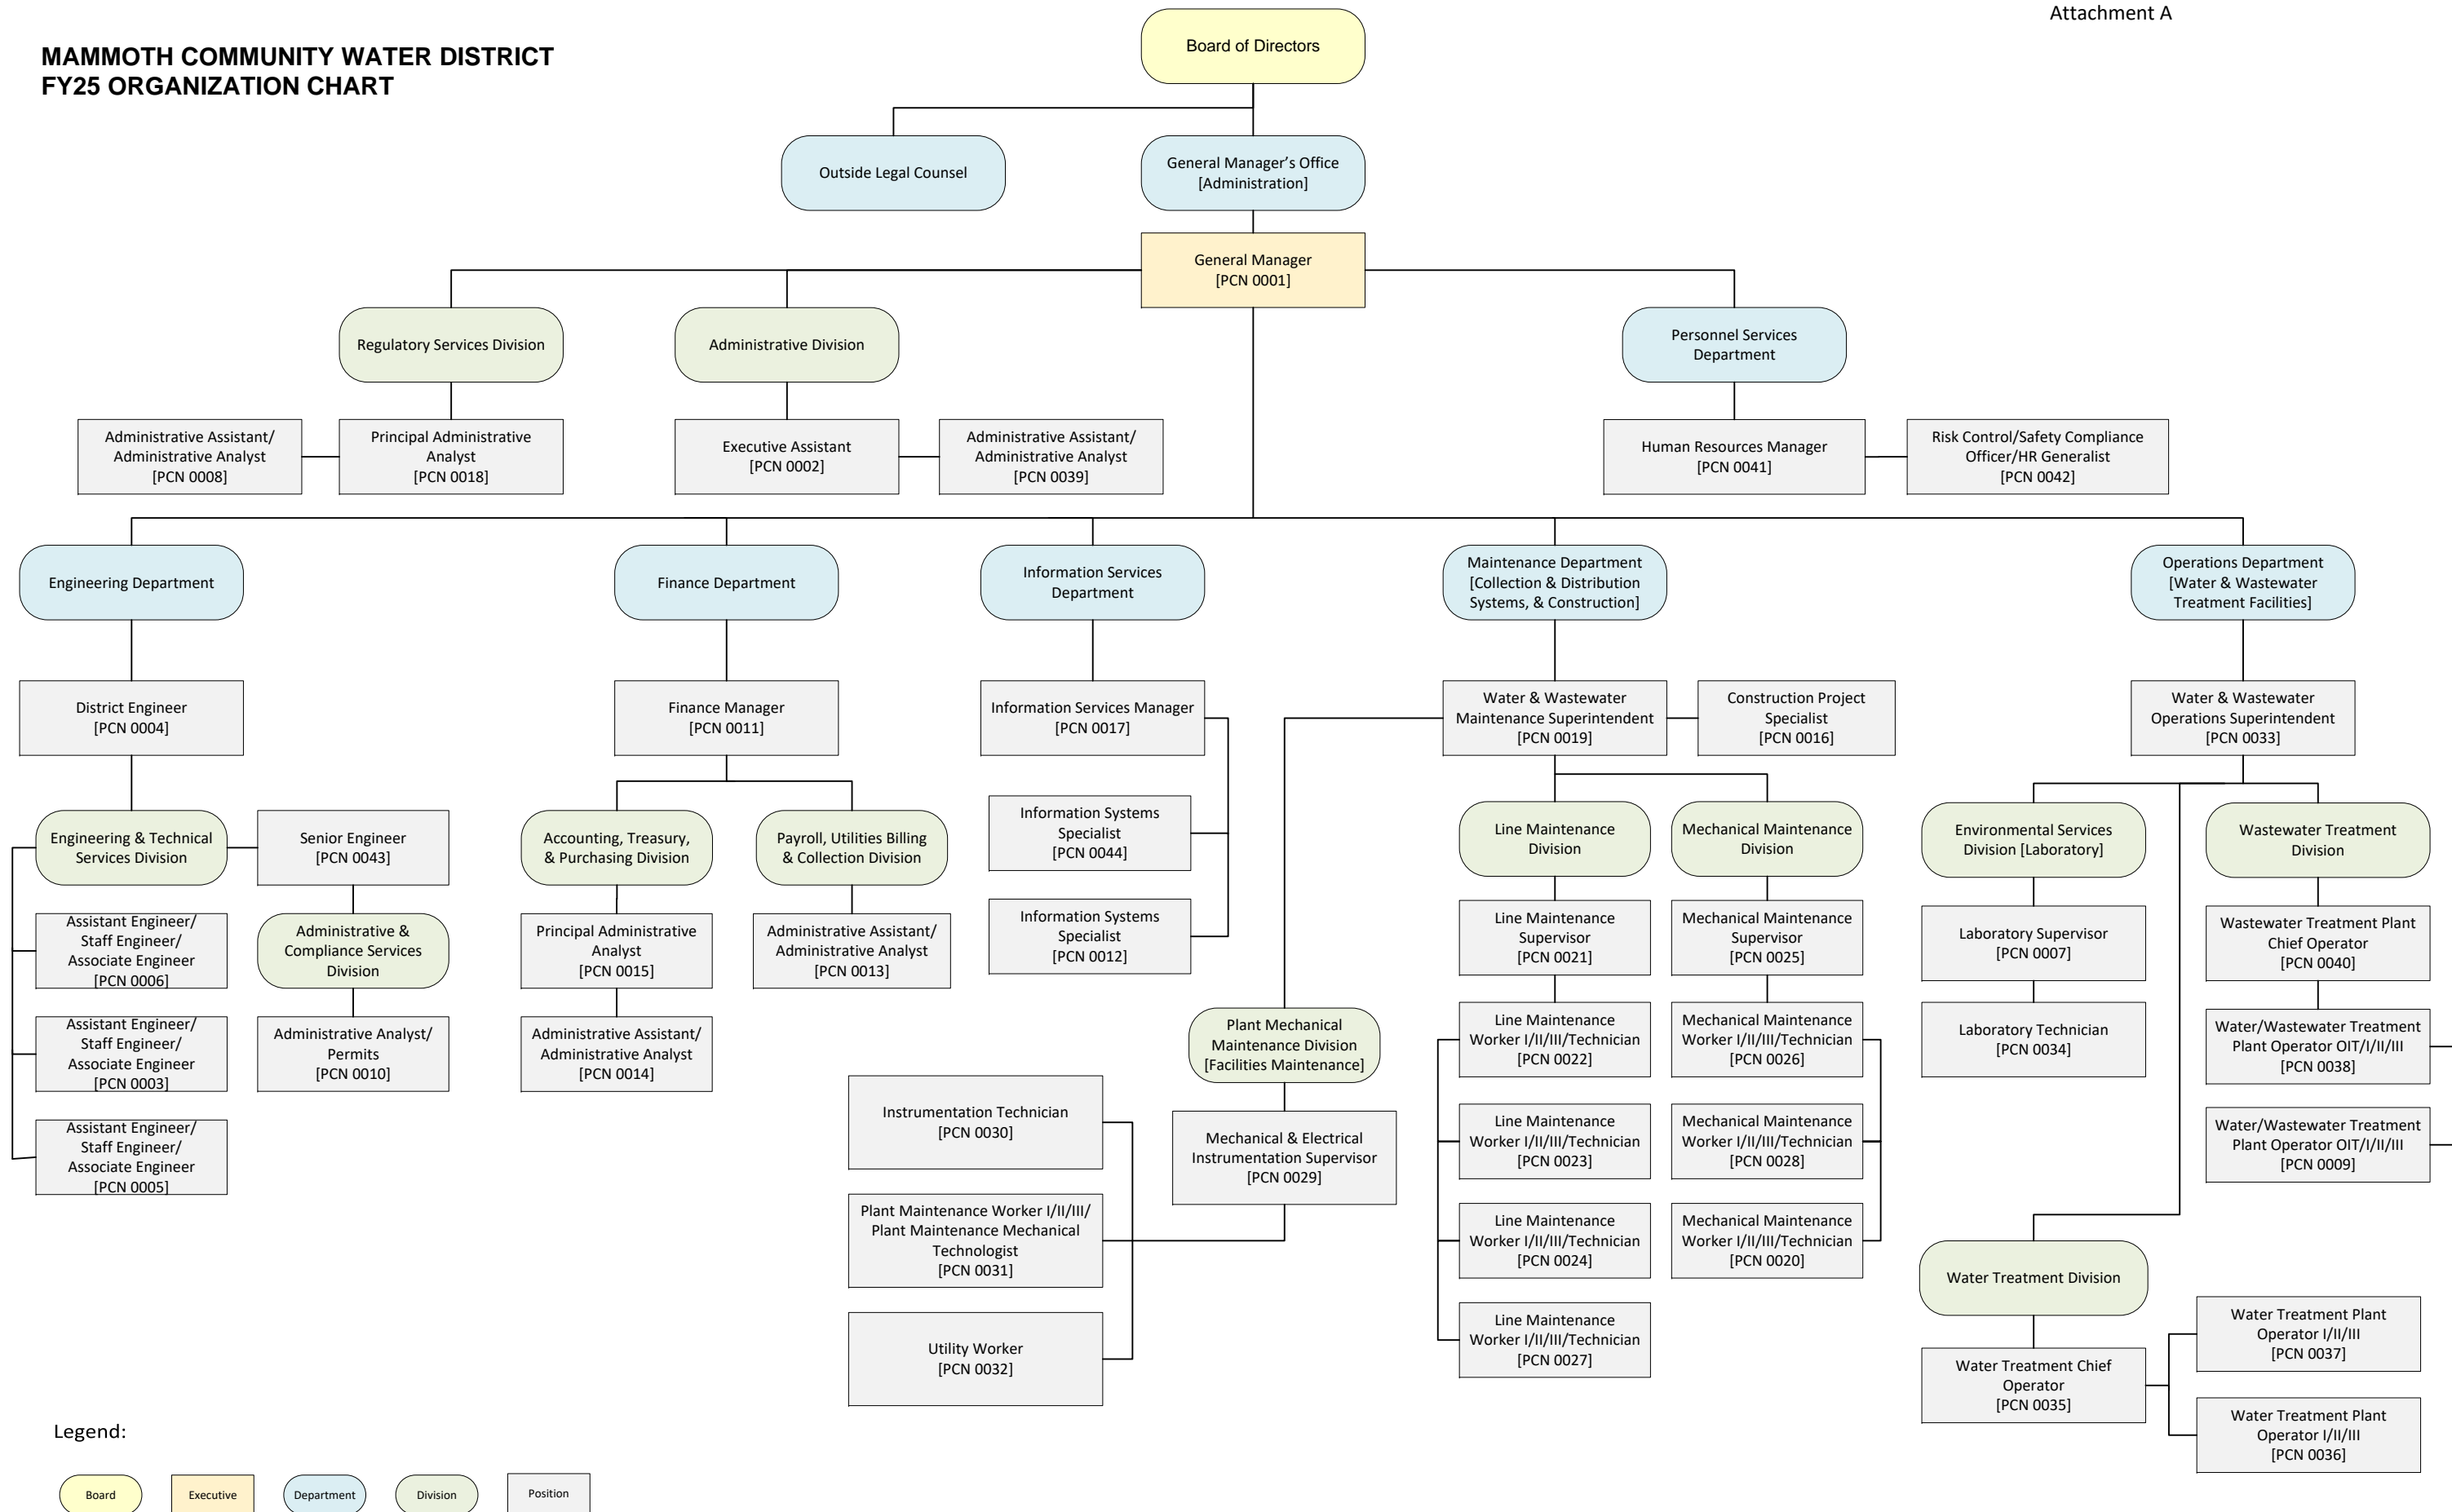 Attachment A
MAMMOTH COMMUNITY WATER DISTRICT
FY25 ORGANIZATION CHART
Board of Directors
Outside Legal Counsel
General Manager’s Office
[Administration]
General Manager
[PCN 0001]
Regulatory Services Division
Administrative Division
Personnel Services
Department
Administrative Assistant/
Administrative Analyst
[PCN 0008]
Principal Administrative
Analyst
[PCN 0018]
Executive Assistant
[PCN 0002]
Administrative Assistant/
Administrative Analyst
[PCN 0039]
Human Resources Manager
[PCN 0041]
Risk Control/Safety Compliance
Officer/HR Generalist
[PCN 0042]
Engineering Department
Finance Department
Information Services
Department
Maintenance Department
[Collection & Distribution
Systems, & Construction]
Operations Department
[Water & Wastewater
Treatment Facilities]
District Engineer
[PCN 0004]
Finance Manager
[PCN 0011]
Information Services Manager
[PCN 0017]
Water & Wastewater
Maintenance Superintendent
[PCN 0019]
Construction Project
Specialist
[PCN 0016]
Water & Wastewater
Operations Superintendent
[PCN 0033]
Engineering & Technical
Services Division
Senior Engineer
[PCN 0043]
Accounting, Treasury,
& Purchasing Division
Payroll, Utilities Billing
& Collection Division
Information Systems
Specialist
[PCN 0044]
Line Maintenance
Division
Mechanical Maintenance
Division
Environmental Services
Division [Laboratory]
Wastewater Treatment
Division
Assistant Engineer/
Staff Engineer/
Associate Engineer
[PCN 0006]
Administrative &
Compliance Services
Division
Principal Administrative
Analyst
[PCN 0015]
Administrative Assistant/
Administrative Analyst
[PCN 0013]
Information Systems
Specialist
[PCN 0012]
Line Maintenance
Supervisor
[PCN 0021]
Mechanical Maintenance
Supervisor
[PCN 0025]
Laboratory Supervisor
[PCN 0007]
Wastewater Treatment Plant
Chief Operator
[PCN 0040]
Assistant Engineer/
Staff Engineer/
Associate Engineer
[PCN 0003]
Administrative Analyst/
Permits
[PCN 0010]
Administrative Assistant/
Administrative Analyst
[PCN 0014]
Plant Mechanical
Maintenance Division
[Facilities Maintenance]
Line Maintenance
Worker I/II/III/Technician
[PCN 0022]
Mechanical Maintenance
Worker I/II/III/Technician
[PCN 0026]
Laboratory Technician
[PCN 0034]
Water/Wastewater Treatment
Plant Operator OIT/I/II/III
[PCN 0038]
Assistant Engineer/
Staff Engineer/
Associate Engineer
[PCN 0005]
Instrumentation Technician
[PCN 0030]
Mechanical & Electrical
Instrumentation Supervisor
[PCN 0029]
Line Maintenance
Worker I/II/III/Technician
[PCN 0023]
Mechanical Maintenance
Worker I/II/III/Technician
[PCN 0028]
Water/Wastewater Treatment
Plant Operator OIT/I/II/III
[PCN 0009]
Plant Maintenance Worker I/II/III/
Plant Maintenance Mechanical
Technologist
[PCN 0031]
Line Maintenance
Worker I/II/III/Technician
[PCN 0024]
Mechanical Maintenance
Worker I/II/III/Technician
[PCN 0020]
Water Treatment Division
Utility Worker
[PCN 0032]
Line Maintenance
Worker I/II/III/Technician
[PCN 0027]
Water Treatment Chief
Operator
[PCN 0035]
Water Treatment Plant
Operator I/II/III
[PCN 0037]
Water Treatment Plant
Operator I/II/III
[PCN 0036]
Legend:
Board
Executive
Department
Division
Position